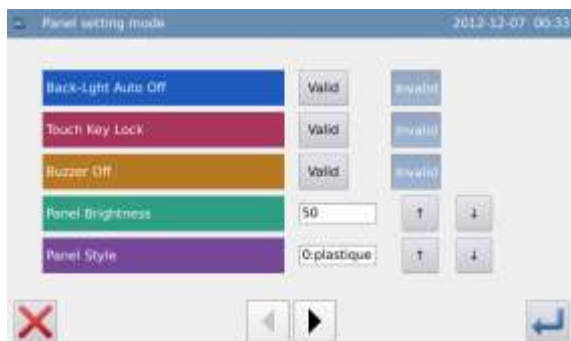 Panel setting mode 2012-12-07 00:33
Back-Lght Auto Off Valid Invalid
Touch Key Lock Valid Invalid
Buzzer Off Valid Invalid
Panel Brightness 50 ↑ ↓
Panel Style 0:plastique ↑ ↓